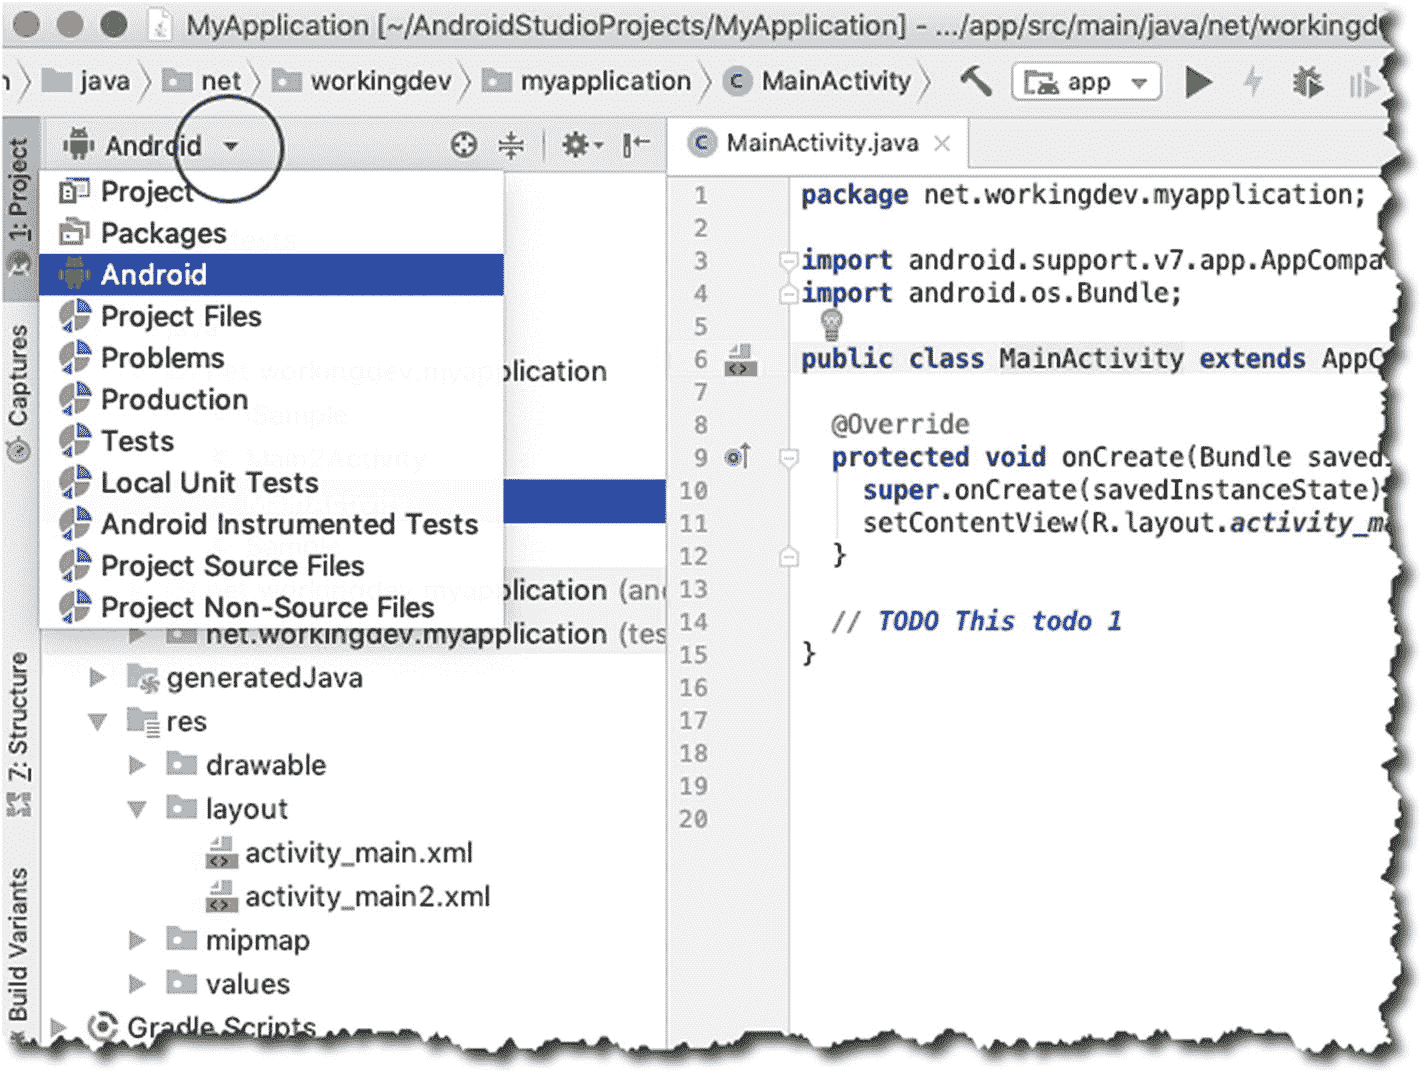 MyApplication [~/AndroidStudioProjects/MyApplication] – .../app/src/main/java/net/workingd
java net workingdev myapplication MainActivity app
1: Project
Captures
7: Structure
Build Variants
Android
Project
Packages
Android
Project Files
Problems
Production
Tests
Local Unit Tests
Android Instrumented Tests
Project Source Files
Project Non-Source Files
plication
myapplication (an
net.workingdev.myapplication (tes
generatedJava
res
drawable
layout
activity_main.xml
activity_main2.xml
mipmap
values
Gradle Scripts
MainActivity.java
1 package net.workingdev.myapplication;
2
3 import android.support.v7.app.AppCompa
4 import android.os.Bundle;
5
6 public class MainActivity extends AppC
7
8 @Override
9 protected void onCreate(Bundle saved
10 super.onCreate(savedInstanceState)
11 setContentView(R.layout.activity_m
12 }
13
14 // TODO This todo 1
15 }
16
17
18
19
20